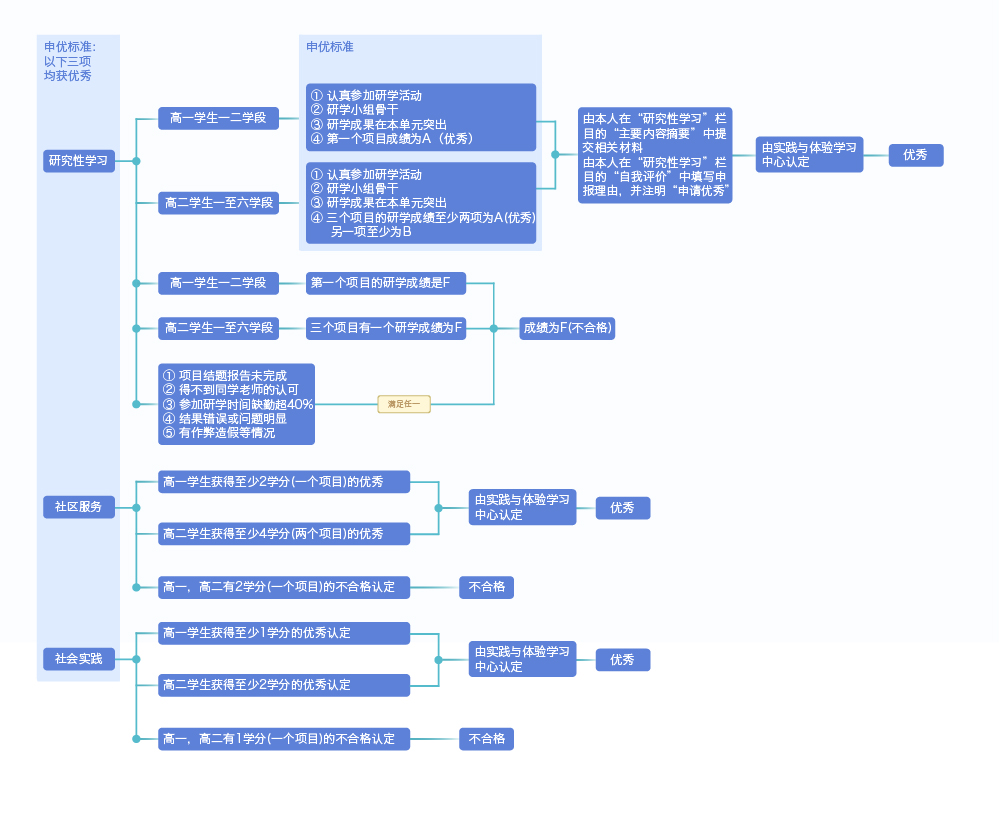 申优标准：
以下三项
均获优秀
申优标准
研究性学习
高一学生一二学段
① 认真参加研学活动
② 研学小组骨干
③ 研学成果在本单元突出
④ 第一个项目成绩为A（优秀）
高二学生一至六学段
① 认真参加研学活动
② 研学小组骨干
③ 研学成果在本单元突出
④ 三个项目的研学成绩至少两项为A(优秀)
另一项至少为B
由本人在“研究性学习”栏
目的“主要内容摘要”中提
交相关材料
由本人在“研究性学习”栏
目的“自我评价”中填写申
报理由，并注明“申请优秀”
由实践与体验学习
中心认定
优秀
高一学生一二学段
第一个项目的研学成绩是F
高二学生一至六学段
三个项目有一个研学成绩为F
成绩为F(不合格)
① 项目结题报告未完成
② 得不到同学老师的认可
③ 参加研学时间缺勤超40%
④ 结果错误或问题明显
⑤ 有作弊造假等情况
满足任一
社区服务
高一学生获得至少2学分(一个项目)的优秀
高二学生获得至少4学分(两个项目)的优秀
由实践与体验学习
中心认定
优秀
高一，高二有2学分(一个项目)的不合格认定
不合格
社会实践
高一学生获得至少1学分的优秀认定
高二学生获得至少2学分的优秀认定
由实践与体验学习
中心认定
优秀
高一，高二有1学分(一个项目)的不合格认定
不合格